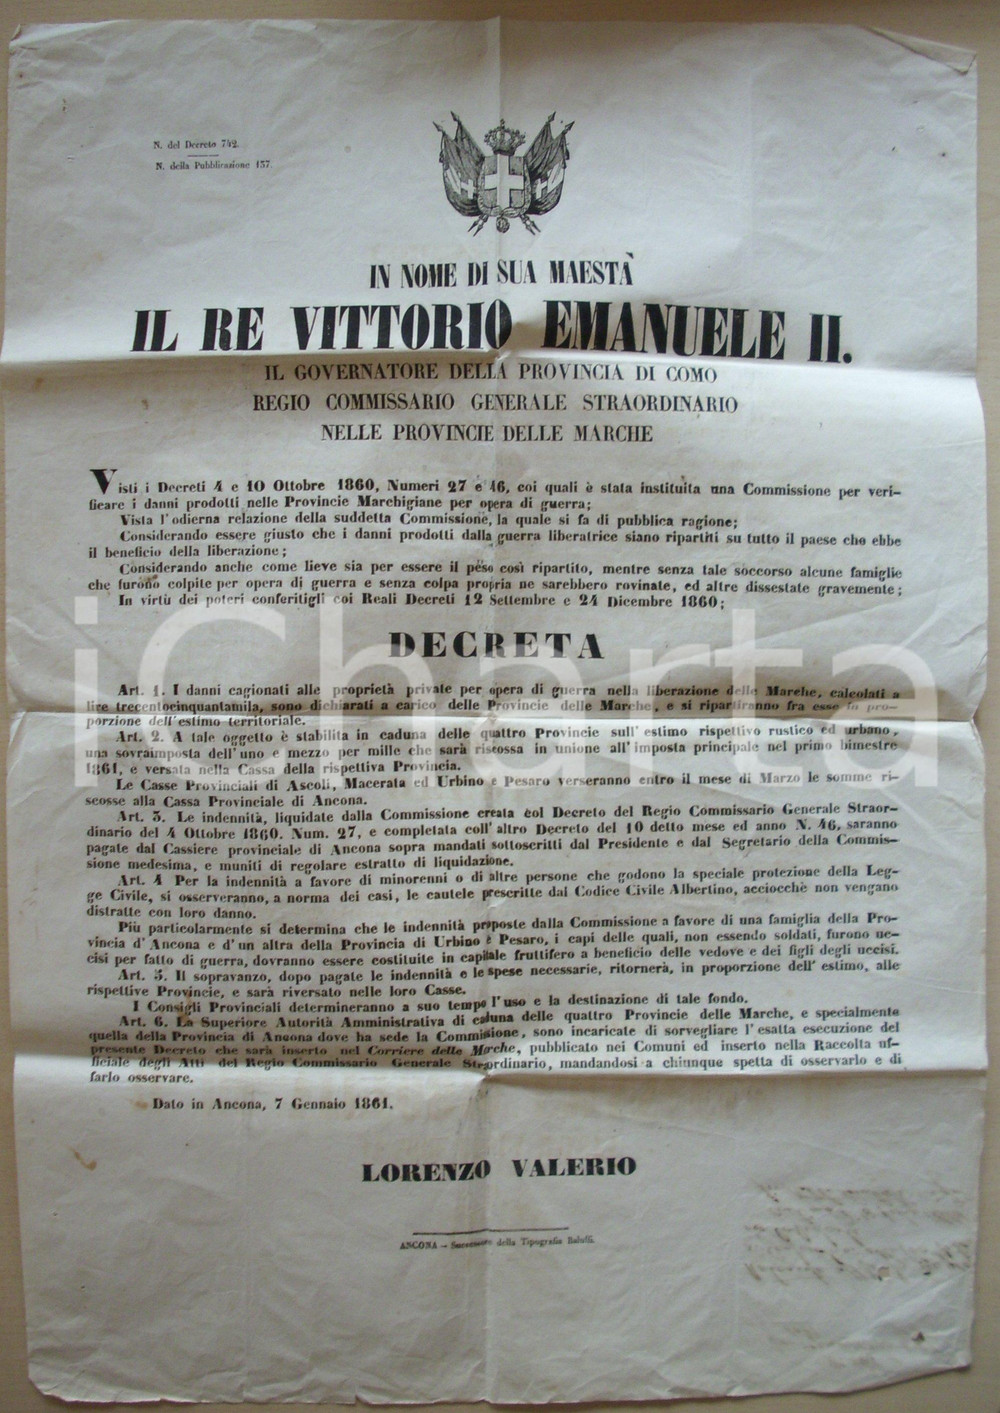 N. del Decreto 742.
N. della Pubblicazione 137.
IN NOME DI SUA MAESTÀ
IL RE VITTORIO EMANUELE II.
IL GOVERNATORE DELLA PROVINCIA DI COMO
REGIO COMMISSARIO GENERALE STRAORDINARIO
NELLE PROVINCIE DELLE MARCHE
Visti i Decreti 4 e 10 Ottobre 1860, Numeri 27 e 46, coi quali è stata instituita una Commissione per veri-
ficare i danni prodotti nelle Provincie Marchigiane per opera di guerra;
Vista l'odierna relazione della suddetta Commissione, la quale si fa di pubblica ragione;
Considerando essere giusto che i danni prodotti dalla guerra liberatrice siano ripartiti su tutto il paese che ebbe
il beneficio della liberazione;
Considerando anche come lieve sia per essere il peso così ripartito, mentre senza tale soccorso alcune famiglie
che furono colpite per opera di guerra e senza colpa propria ne sarebbero rovinate, ed altre dissestate gravemente;
In virtù dei poteri conferitigli coi Reali Decreti 12 Settembre e 24 Dicembre 1860;
DECRETA
Art. 1. I danni cagionati alle proprietà private per opera di guerra nella liberazione delle Marche, calcolati a
lire trecentocinquantamila, sono dichiarati a carico delle Provincie delle Marche, e si ripartiranno fra esse in pro-
porzione dell'estimo territoriale.
Art. 2. A tale oggetto è stabilita in caduna delle quattro Provincie sull'estimo rispettivo rustico ed urbano,
una sovraimposta dell'uno e mezzo per mille che sarà riscossa in unione all'imposta principale nel primo bimestre
1861, e versata nella Cassa della rispettiva Provincia.
Le Casse Provinciali di Ascoli, Macerata ed Urbino e Pesaro verseranno entro il mese di Marzo le somme ri-
scosse alla Cassa Provinciale di Ancona.
Art. 3. Le indennità, liquidate dalla Commissione creata col Decreto del Regio Commissario Generale Straor-
dinario del 4 Ottobre 1860. Num. 27, e completata coll'altro Decreto del 10 detto mese ed anno N. 46, saranno
pagate dal Cassiere provinciale di Ancona sopra mandati sottoscritti dal Presidente e dal Segretario della Commis-
sione medesima, e muniti di regolare estratto di liquidazione.
Art. 4 Per la indennità a favore di minorenni o di altre persone che godono la speciale protezione della Leg-
ge Civile, si osserveranno, a norma dei casi, le cautele prescritte dal Codice Civile Albertino, acciocchè non vengano
distratte con loro danno.
Più particolarmente si determina che le indennità proposte dalla Commissione a favore di una famiglia della Pro-
vincia d'Ancona e d'un altra della Provincia di Urbino e Pesaro, i capi delle quali, non essendo soldati, furono uc-
cisi per fatto di guerra, dovranno essere costituite in capitale fruttifero a beneficio delle vedove e dei figli degli uccisi.
Art. 5. Il sopravanzo, dopo pagate le indennità e le spese necessarie, ritornerà, in proporzione dell'estimo, alle
rispettive Provincie, e sarà riversato nelle loro Casse.
I Consigli Provinciali determineranno a suo tempo l'uso e la destinazione di tale fondo.
Art. 6. La Superiore Autorità Amministrativa di caduna delle quattro Provincie delle Marche, e specialmente
quella della Provincia di Ancona dove ha sede la Commissione, sono incaricate di sorvegliare l'esatta esecuzione del
presente Decreto che sarà inserto nel Corriere delle Marche, pubblicato nei Comuni ed inserto nella Raccolta uf-
ficiale degli Atti del Regio Commissario Generale Straordinario, mandandosi a chiunque spetta di osservarlo e di
farlo osservare.
Dato in Ancona, 7 Gennaio 1861.
LORENZO VALERIO
ANCONA – Successore della Tipografia Baluffi.
iCharta